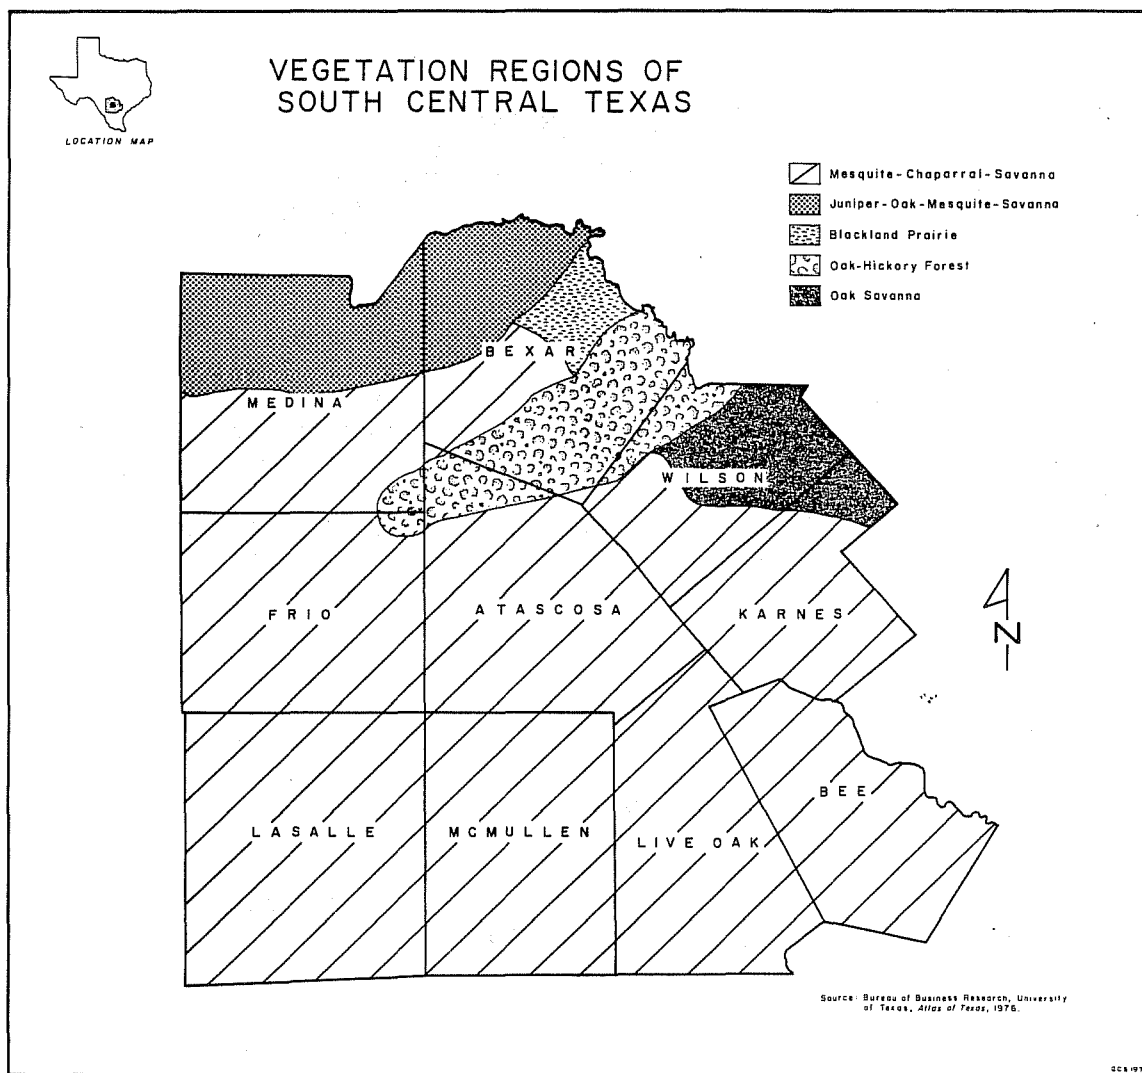 VEGETATION REGIONS OF
SOUTH CENTRAL TEXAS
LOCATION MAP
Mesquite-Chaparral-Savanna
Juniper-Oak-Mesquite-Savanna
Blackland Prairie
Oak-Hickory Forest
Oak Savanna
BEXAR
MEDINA
WILSON
FRIO
ATASCOSA
KARNES
N
BEE
LASALLE
MCMULLEN
LIVE OAK
Source: Bureau of Business Research, University
of Texas, Atlas of Texas, 1976.